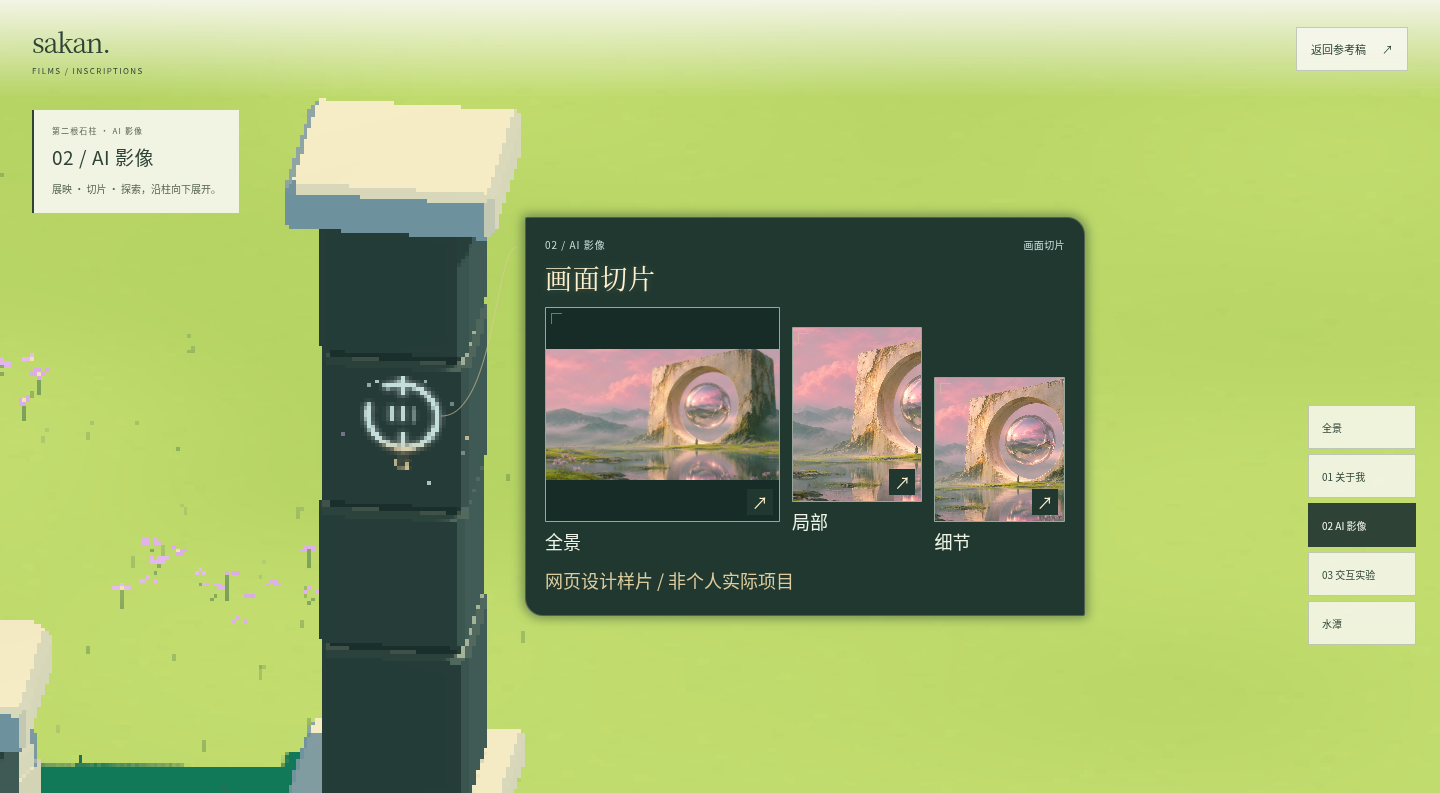 sakan.
FILMS / INSCRIPTIONS
返回参考稿 ↗
第二根石柱 · AI 影像
02 / AI 影像
展映 · 切片 · 探索，沿柱向下展开。
02 / AI 影像
画面切片
画面切片
全景
局部
细节
网页设计样片 / 非个人实际项目
全景
01 关于我
02 AI 影像
03 交互实验
水潭